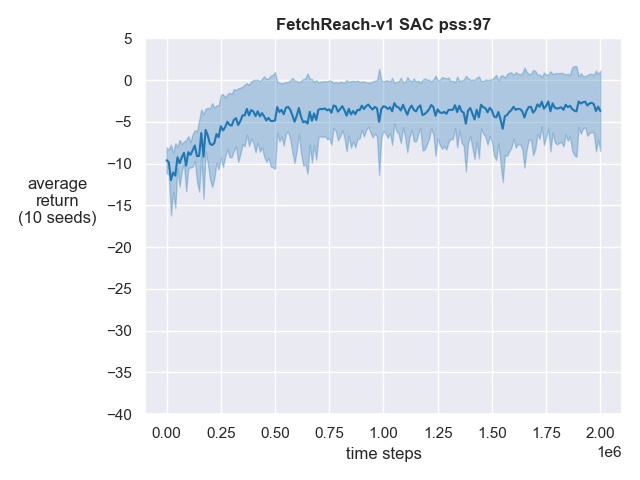 FetchReach-v1 SAC pss:97
5
0
−5
−10
−15
−20
−25
−30
−35
−40
average
return
(10 seeds)
0.00 0.25 0.50 0.75 1.00 1.25 1.50 1.75 2.00
time steps
1e6